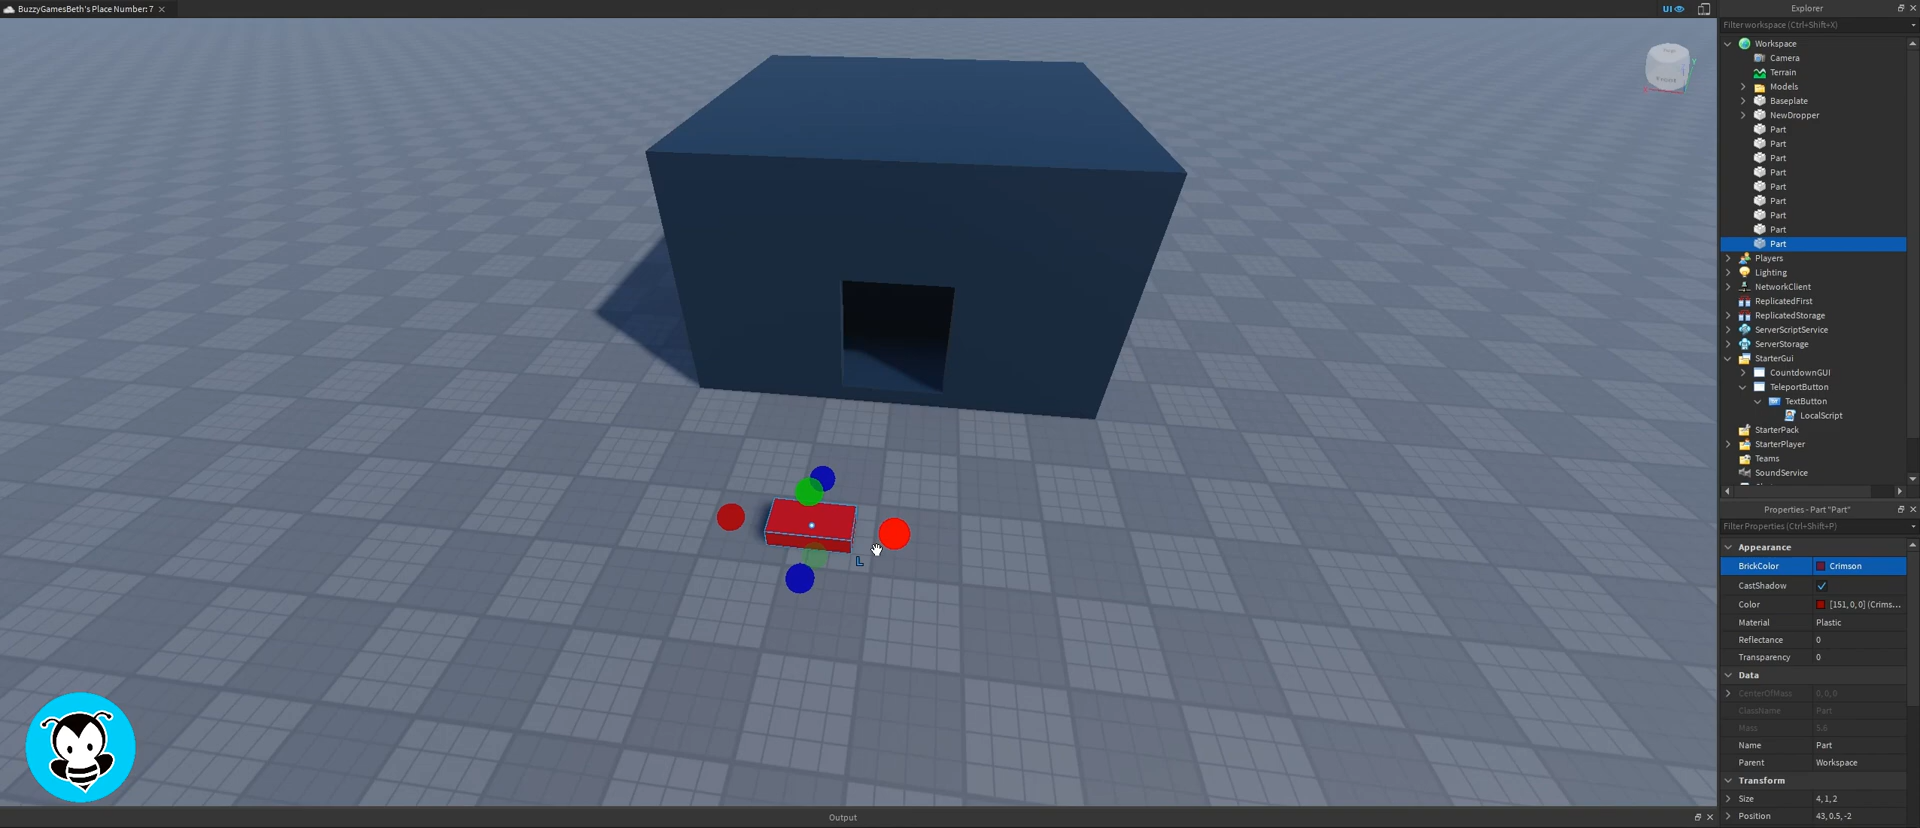 BuzzyGamesBeth's Place Number: 7
UI
Explorer
Filter workspace (Ctrl+Shift+X)
Workspace
Camera
Terrain
Models
Baseplate
NewDropper
Part
Part
Part
Part
Part
Part
Part
Part
Part
Players
Lighting
NetworkClient
ReplicatedFirst
ReplicatedStorage
ServerScriptService
ServerStorage
StarterGui
CountdownGUI
TeleportButton
TextButton
LocalScript
StarterPack
StarterPlayer
Teams
SoundService
L
Properties - Part "Part"
Filter Properties (Ctrl+Shift+P)
Appearance
BrickColor Crimson
CastShadow
Color [151, 0, 0] (Crims...
Material Plastic
Reflectance 0
Transparency 0
Data
CenterOfMass 0, 0, 0
ClassName Part
Mass 5.6
Name Part
Parent Workspace
Transform
Size 4, 1, 2
Position 43, 0.5, -2
Output